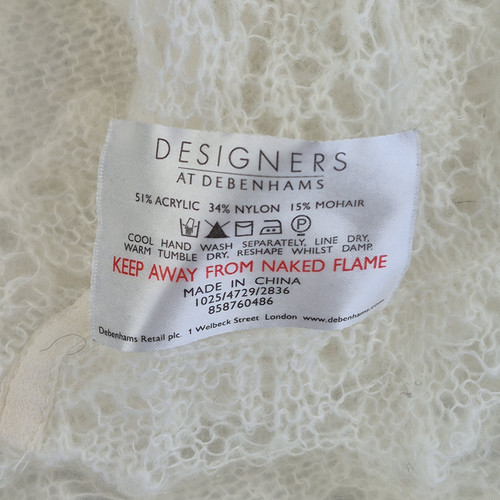 DESIGNERS
AT DEBENHAMS
51% ACRYLIC 34% NYLON 15% MOHAIR
P
COOL HAND WASH SEPARATELY, LINE DRY,
WARM TUMBLE DRY, RESHAPE WHILST DAMP.
KEEP AWAY FROM NAKED FLAME
MADE IN CHINA
1025/4729/2836
858760486
Debenhams Retail plc 1 Welbeck Street London www.debenhams.com